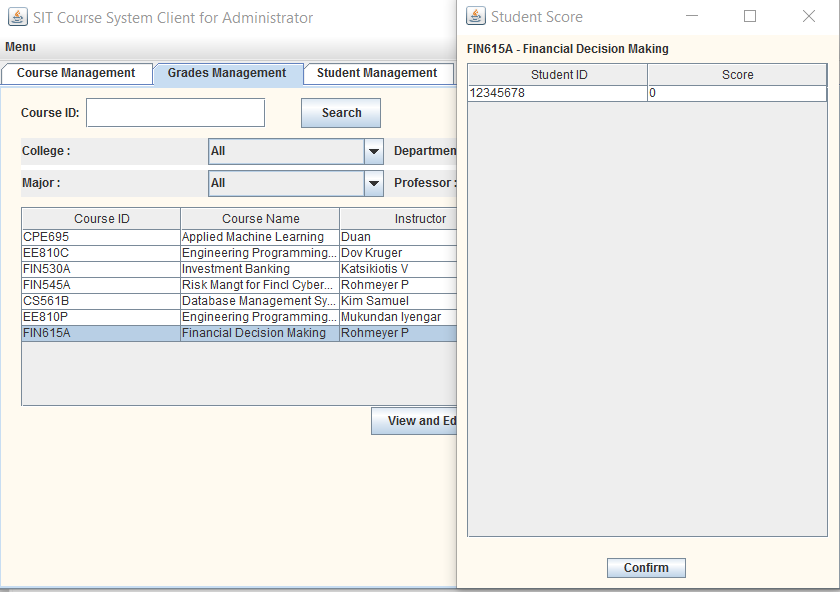 SIT Course System Client for Administrator
Menu
Course Management Grades Management Student Management
Course ID: Search
College : All Departmen
Major : All Professor :
Course ID Course Name Instructor
CPE695 Applied Machine Learning Duan
EE810C Engineering Programming... Dov Kruger
FIN530A Investment Banking Katsikiotis V
FIN545A Risk Mangt for Fincl Cyber... Rohmeyer P
CS561B Database Management Sy... Kim Samuel
EE810P Engineering Programming... Mukundan Iyengar
FIN615A Financial Decision Making Rohmeyer P
View and Ed
Student Score
FIN615A - Financial Decision Making
Student ID Score
12345678 0
Confirm